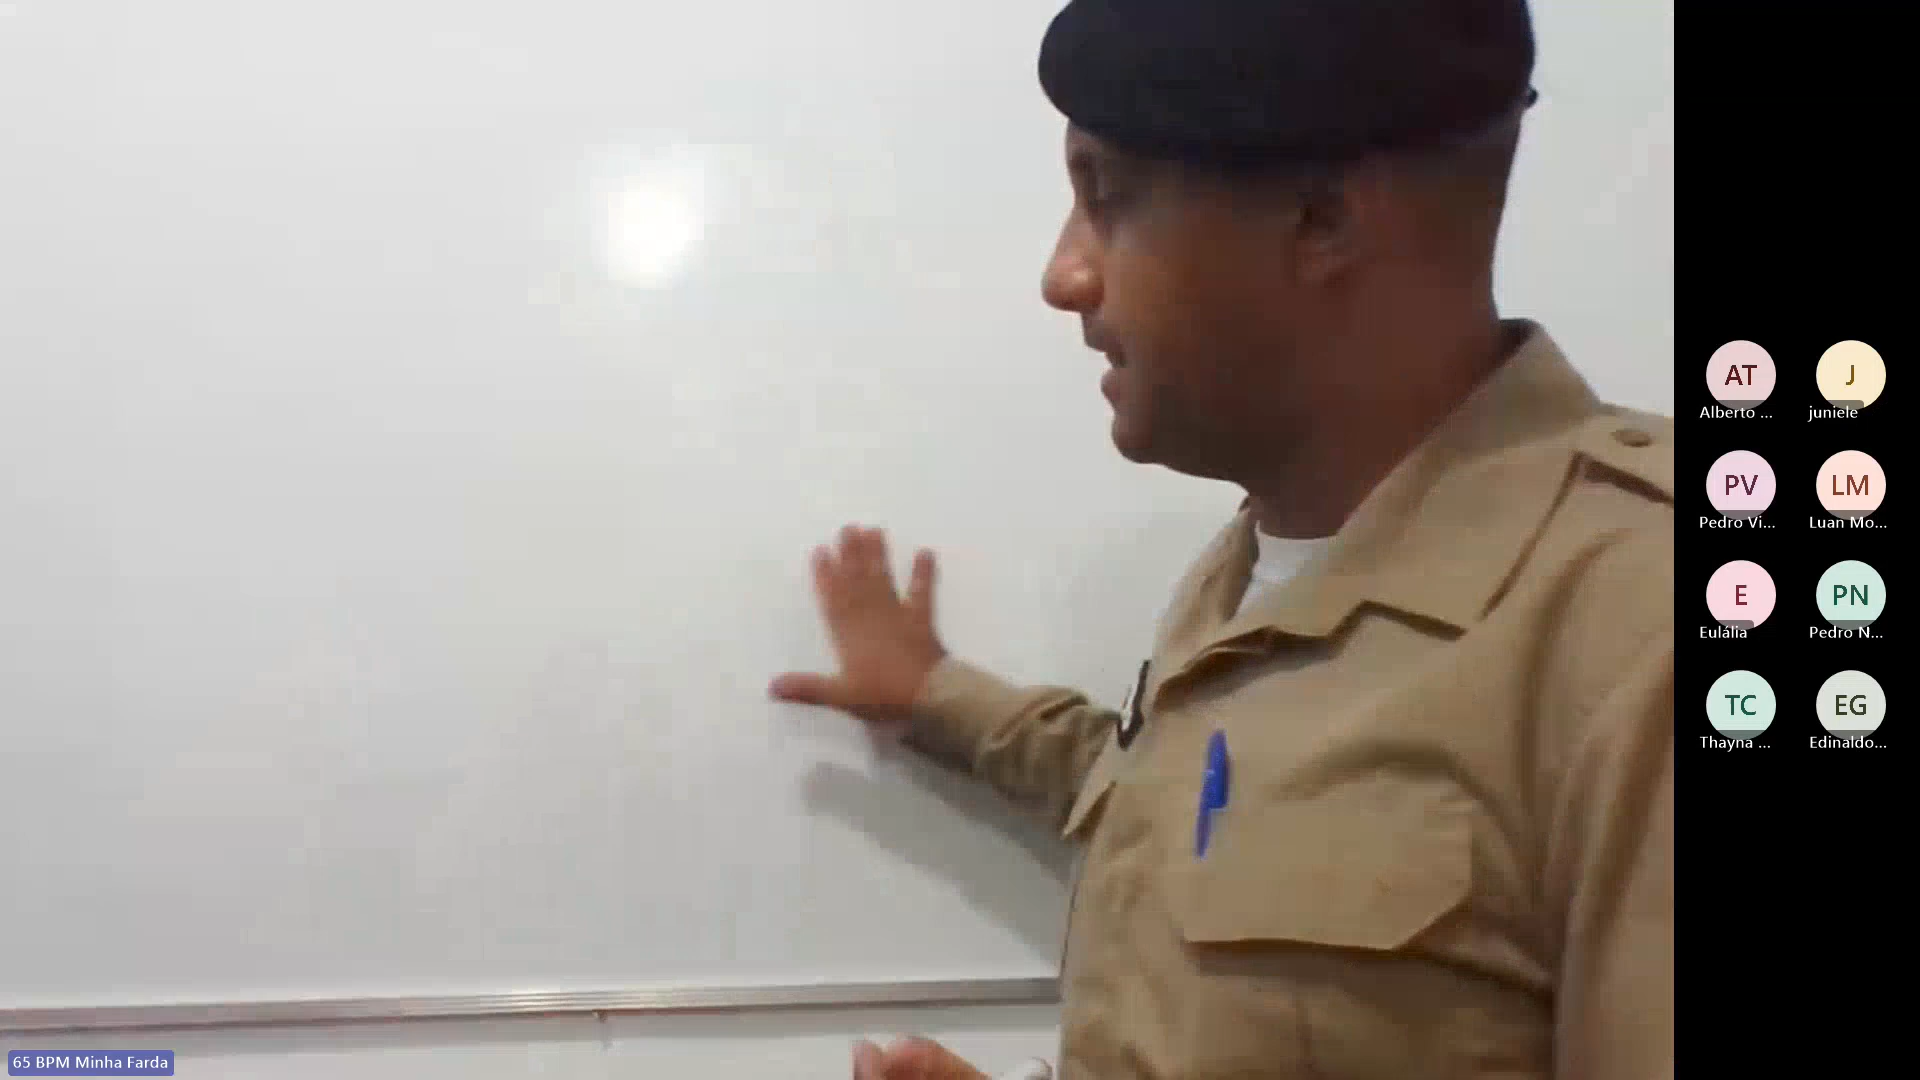 AT
Alberto ...
J
juniele
PV
Pedro Vi...
LM
Luan Mo...
E
Eulália
PN
Pedro N...
TC
Thayna ...
EG
Edinaldo...
65 BPM Minha Farda